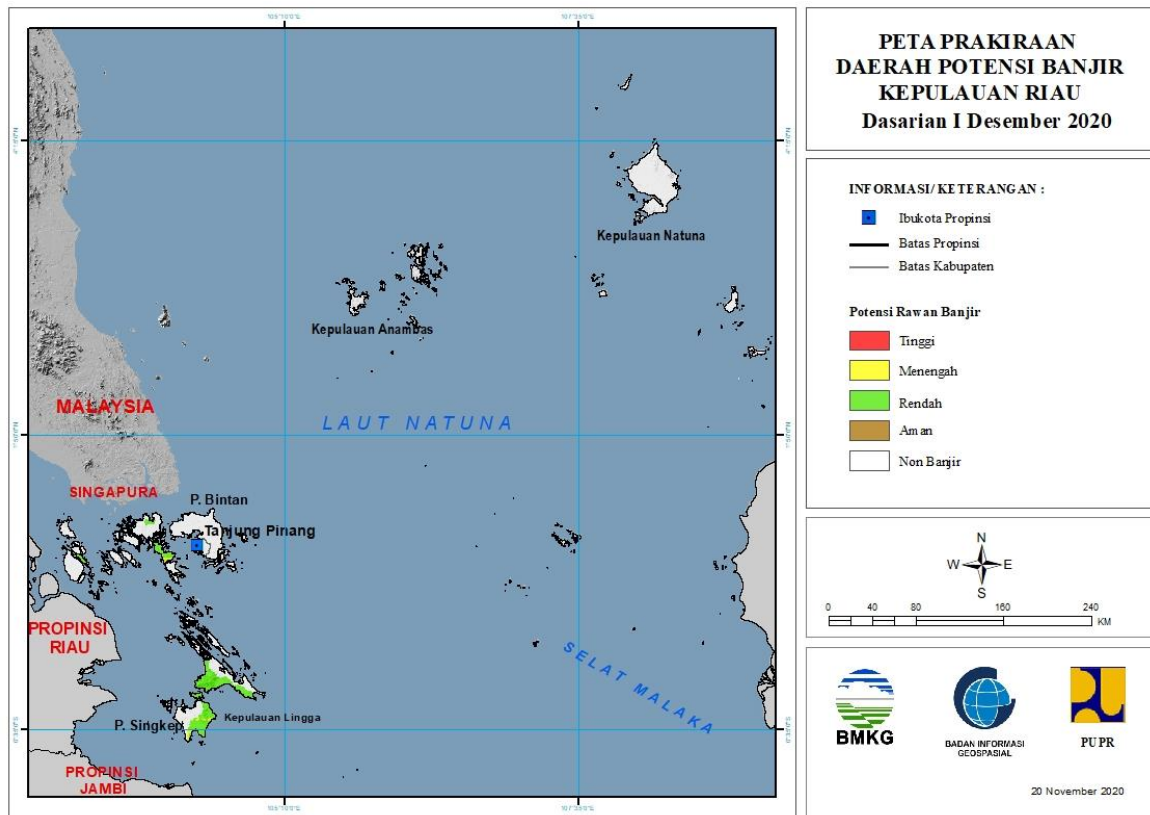 PETA PRAKIRAAN
DAERAH POTENSI BANJIR
KEPULAUAN RIAU
Dasarian I Desember 2020
INFORMASI/ KETERANGAN :
Ibukota Propinsi
Batas Propinsi
Batas Kabupaten
Potensi Rawan Banjir
Tinggi
Menengah
Rendah
Aman
Non Banjir
N
W E
S
0 40 80 160 240
KM
BMKG
BADAN INFORMASI
GEOSPASIAL
PUPR
20 November 2020
Kepulauan Natuna
Kepulauan Anambas
MALAYSIA
LAUT NATUNA
SINGAPURA
P. Bintan
Tanjung Pinang
PROPINSI
RIAU
SELAT MALAKA
Kepulauan Lingga
P. Singkep
PROPINSI
JAMBI